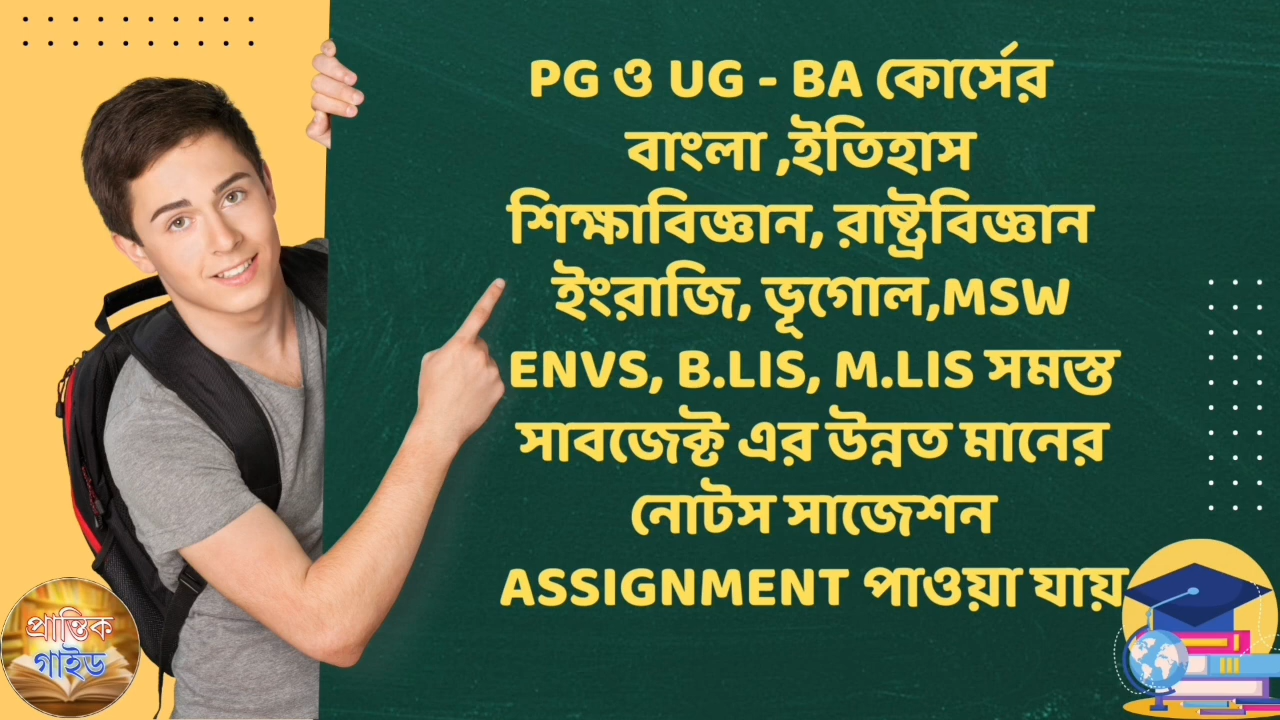 PG ও UG - BA কোর্সের
বাংলা ,ইতিহাস
শিক্ষাবিজ্ঞান, রাষ্ট্রবিজ্ঞান
ইংরাজি, ভূগোল,MSW
ENVS, B.LIS, M.LIS সমস্ত
সাবজেক্ট এর উন্নত মানের
নোটস সাজেশন
ASSIGNMENT পাওয়া যায়
প্রান্তিক
গাইড